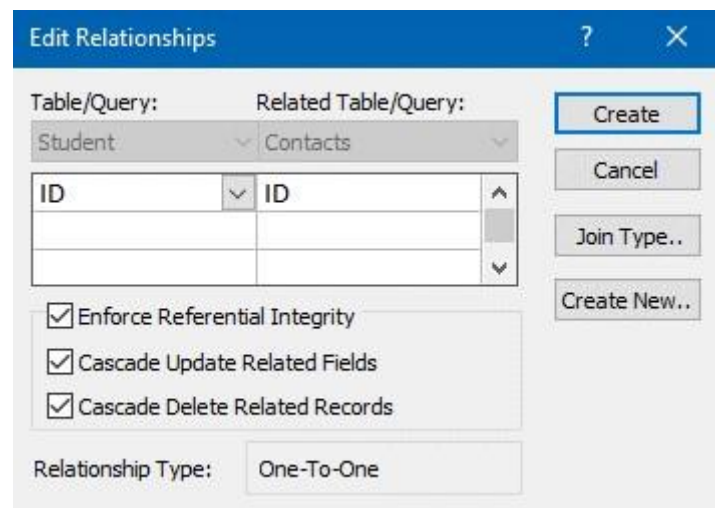 Edit Relationships ? ×
Table/Query: Related Table/Query: Create
Student Contacts
ID ID Cancel
Join Type..
Create New..
Enforce Referential Integrity
Cascade Update Related Fields
Cascade Delete Related Records
Relationship Type: One-To-One